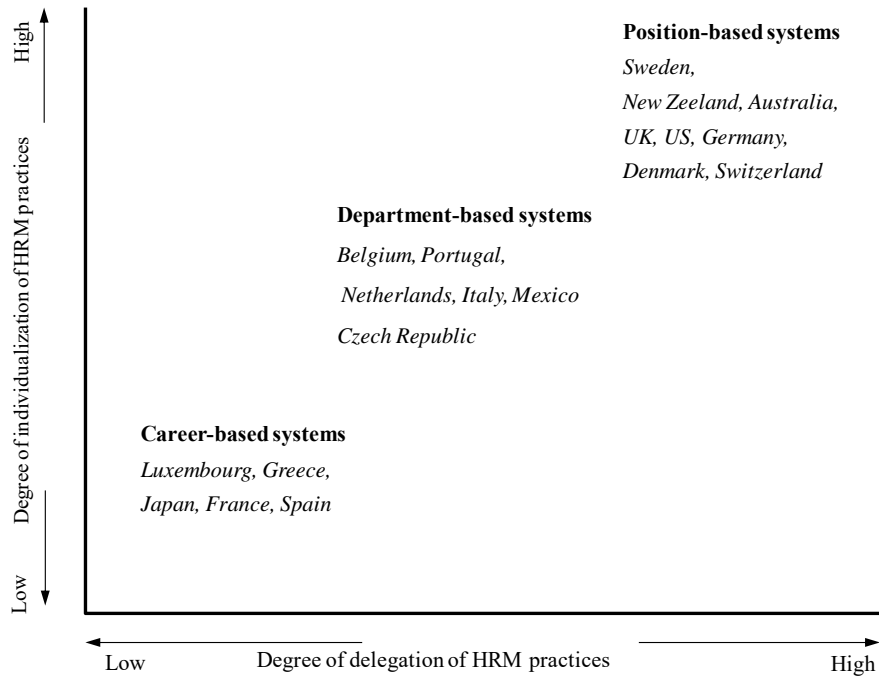 High
Degree of individualization of HRM practices
Low
Position-based systems
Sweden,
New Zeeland, Australia,
UK, US, Germany,
Denmark, Switzerland
Department-based systems
Belgium, Portugal,
Netherlands, Italy, Mexico
Czech Republic
Career-based systems
Luxembourg, Greece,
Japan, France, Spain
Low
Degree of delegation of HRM practices
High